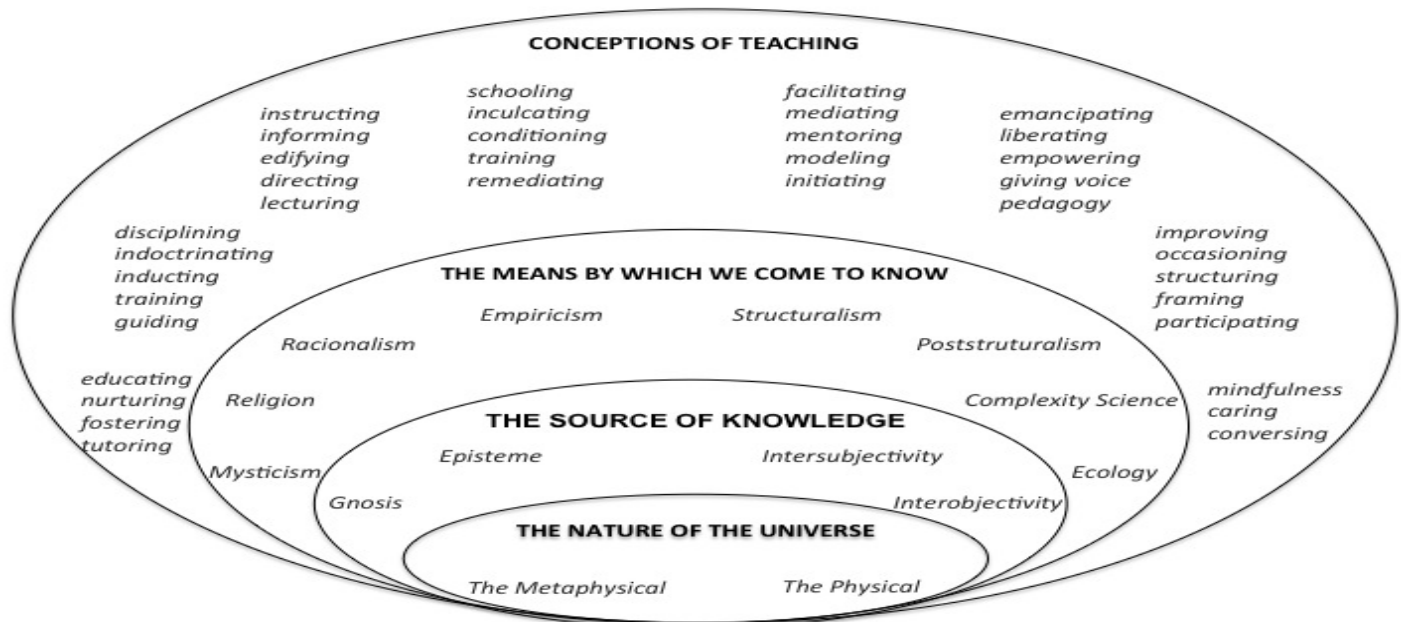 CONCEPTIONS OF TEACHING
instructing
informing
edifying
directing
lecturing
schooling
inculcating
conditioning
training
remediating
facilitating
mediating
mentoring
modeling
initiating
emancipating
liberating
empowering
giving voice
pedagogy
disciplining
indoctrinating
inducting
training
guiding
improving
occasioning
structuring
framing
participating
educating
nurturing
fostering
tutoring
mindfulness
caring
conversing
THE MEANS BY WHICH WE COME TO KNOW
Empiricism
Structuralism
Racionalism
Poststruturalism
Religion
Complexity Science
Mysticism
Ecology
THE SOURCE OF KNOWLEDGE
Episteme
Intersubjectivity
Gnosis
Interobjectivity
THE NATURE OF THE UNIVERSE
The Metaphysical
The Physical